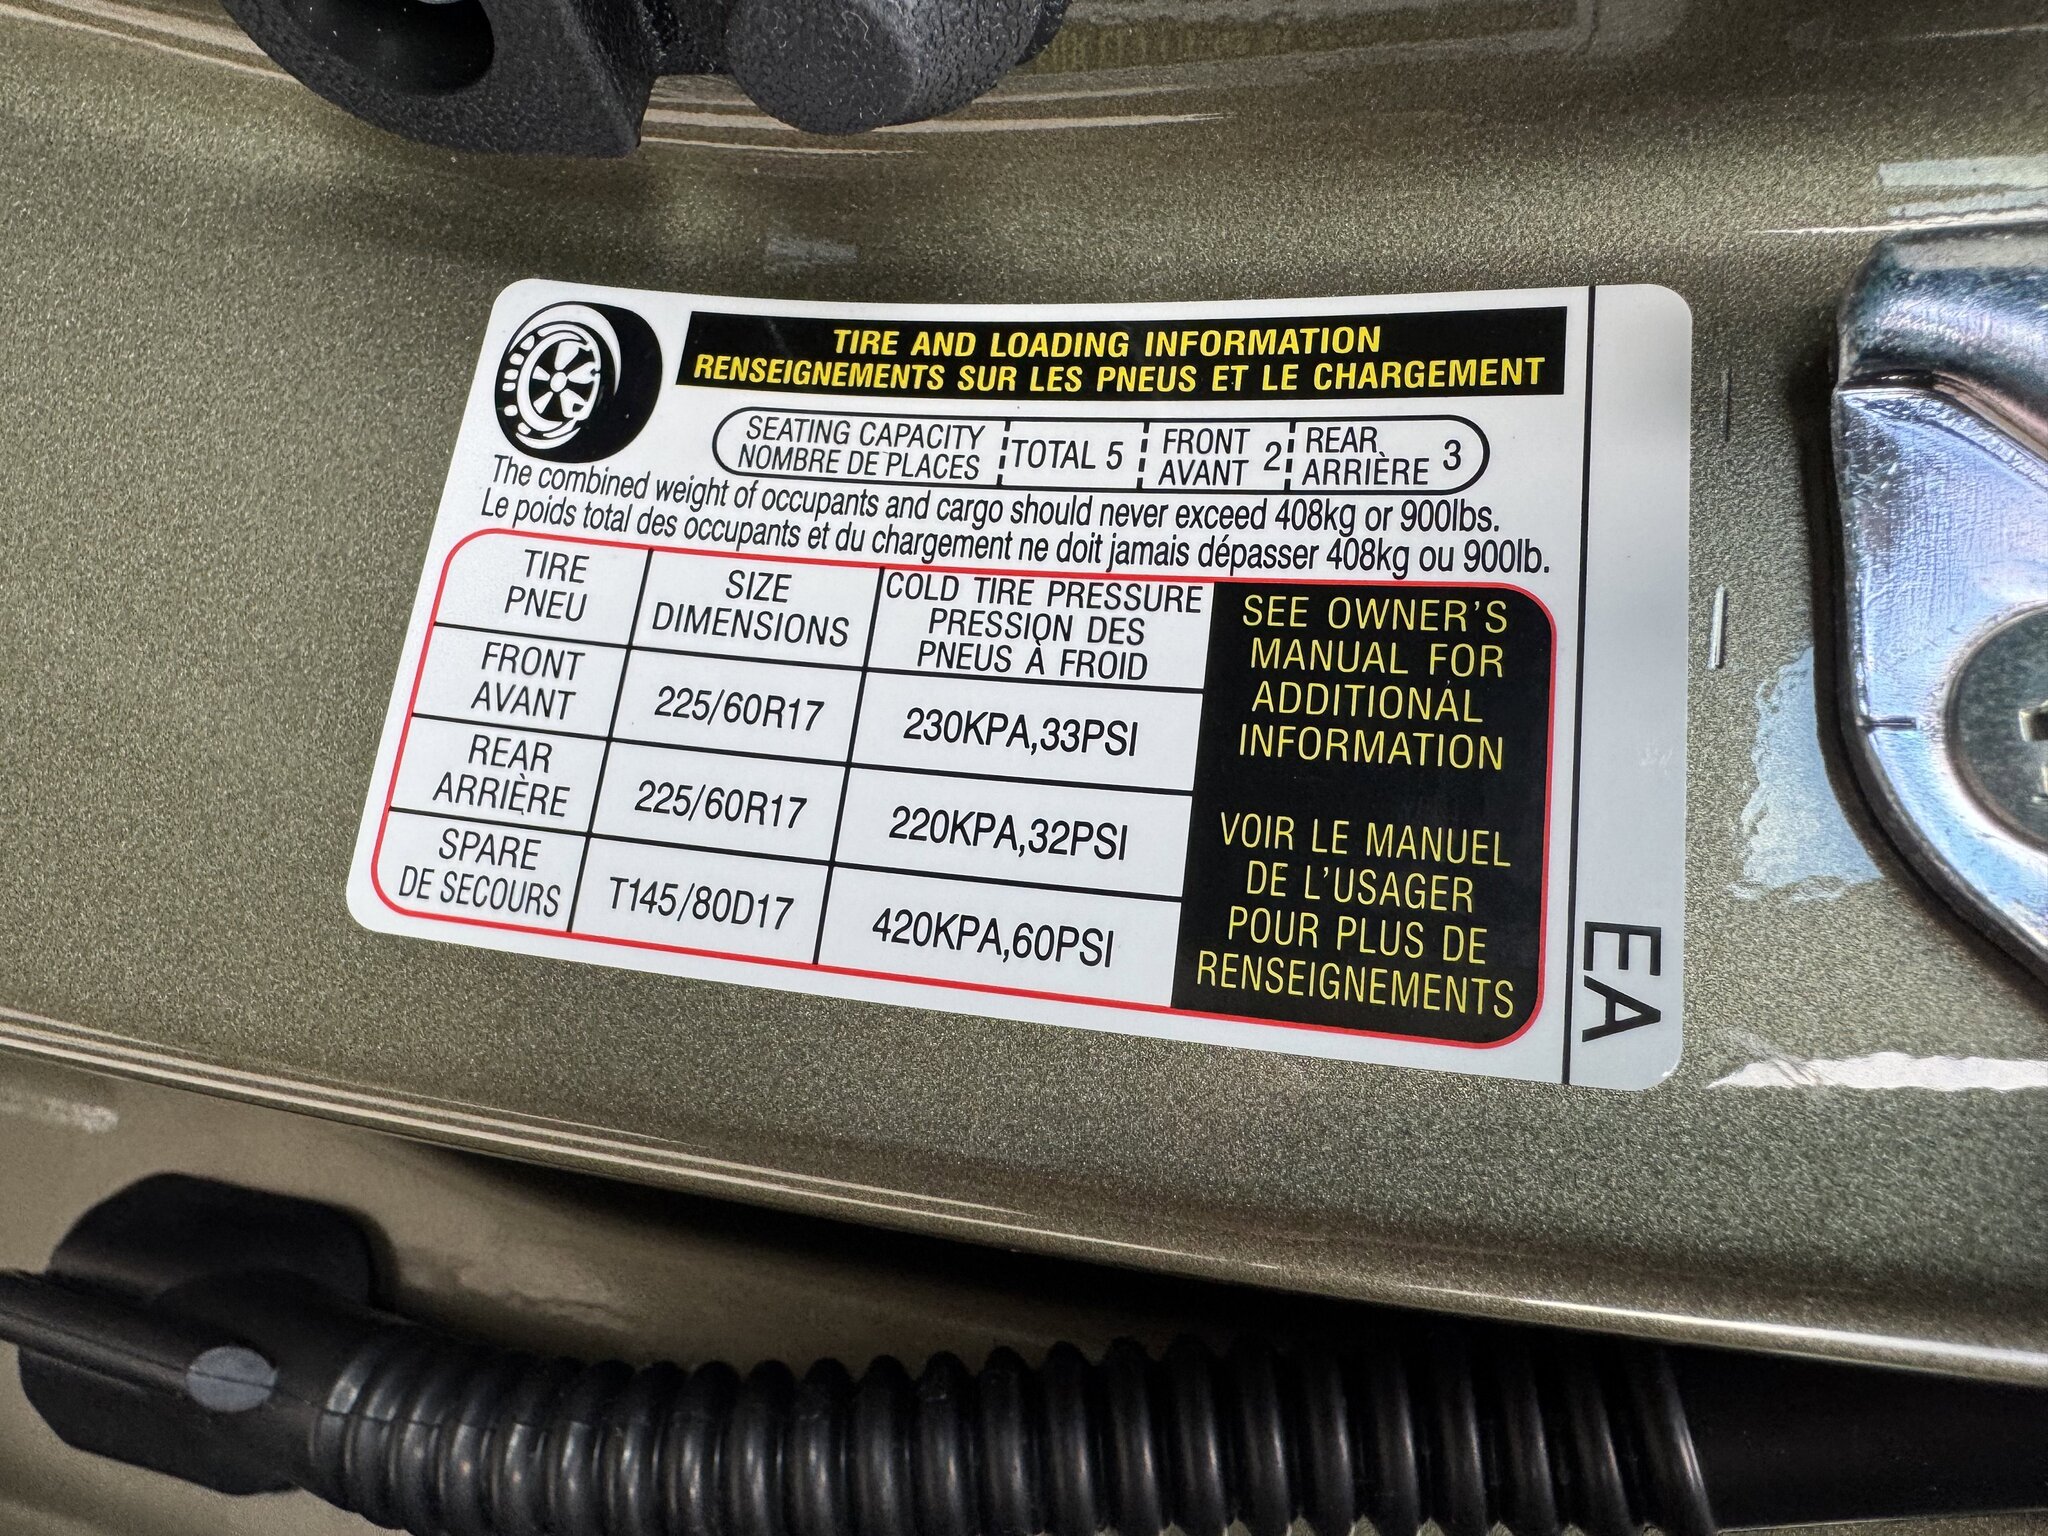 TIRE AND LOADING INFORMATION
RENSEIGNEMENTS SUR LES PNEUS ET LE CHARGEMENT
SEATING CAPACITY
NOMBRE DE PLACES
TOTAL 5
FRONT
AVANT 2
REAR
ARRIÈRE 3
The combined weight of occupants and cargo should never exceed 408kg or 900lbs.
Le poids total des occupants et du chargement ne doit jamais dépasser 408kg ou 900lb.
TIRE
PNEU
SIZE
DIMENSIONS
COLD TIRE PRESSURE
PRESSION DES
PNEUS À FROID
FRONT
AVANT
225/60R17
230KPA,33PSI
REAR
ARRIÈRE
225/60R17
220KPA,32PSI
SPARE
DE SECOURS
T145/80D17
420KPA,60PSI
SEE OWNER'S
MANUAL FOR
ADDITIONAL
INFORMATION
VOIR LE MANUEL
DE L'USAGER
POUR PLUS DE
RENSEIGNEMENTS
EA